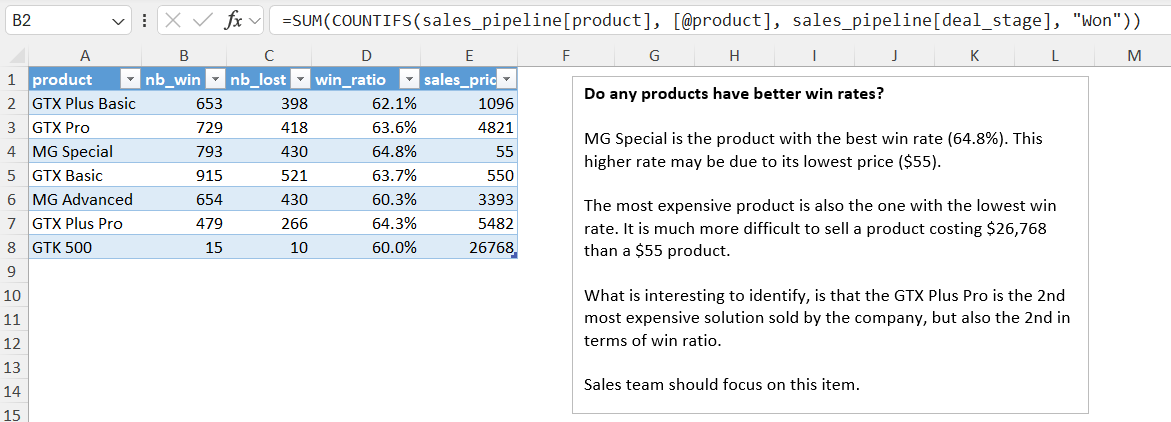 B2 fx =SUM(COUNTIFS(sales_pipeline[product], [@product], sales_pipeline[deal_stage], "Won"))
A B C D E F G H I J K L M
1 product nb_win nb_lost win_ratio sales_pric
2 GTX Plus Basic 653 398 62.1% 1096
3 GTX Pro 729 418 63.6% 4821
4 MG Special 793 430 64.8% 55
5 GTX Basic 915 521 63.7% 550
6 MG Advanced 654 430 60.3% 3393
7 GTX Plus Pro 479 266 64.3% 5482
8 GTK 500 15 10 60.0% 26768
9
10
11
12
13
14
15
Do any products have better win rates?
MG Special is the product with the best win rate (64.8%). This
higher rate may be due to its lowest price ($55).
The most expensive product is also the one with the lowest win
rate. It is much more difficult to sell a product costing $26,768
than a $55 product.
What is interesting to identify, is that the GTX Plus Pro is the 2nd
most expensive solution sold by the company, but also the 2nd in
terms of win ratio.
Sales team should focus on this item.